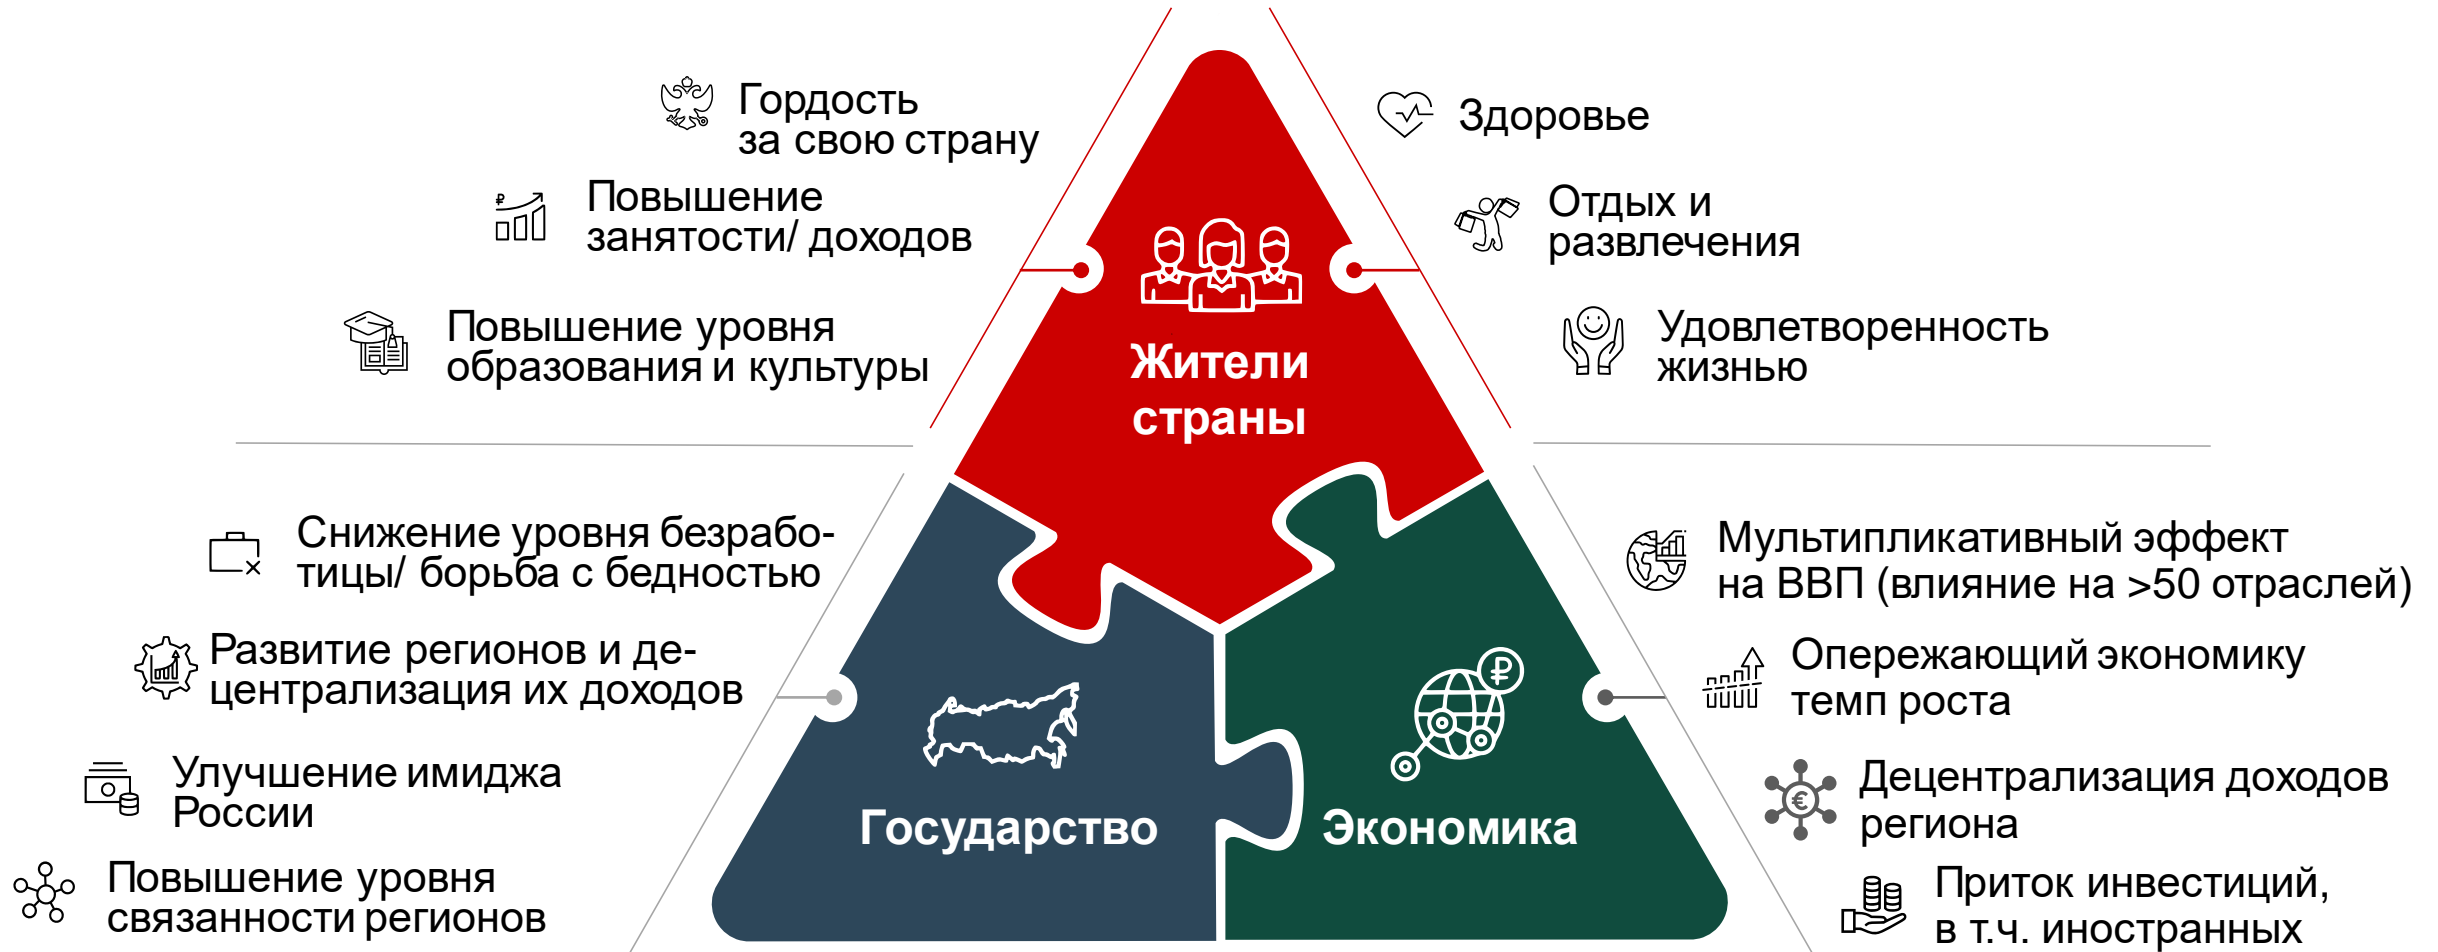 Гордость
за свою страну
Повышение
занятости/ доходов
Повышение уровня
образования и культуры
Здоровье
Отдых и
развлечения
Удовлетворенность
жизнью
Жители
страны
Снижение уровня безрабо-
тицы/ борьба с бедностью
Развитие регионов и де-
централизация их доходов
Улучшение имиджа
России
Повышение уровня
связанности регионов
Государство
Экономика
Мультипликативный эффект
на ВВП (влияние на >50 отраслей)
Опережающий экономику
темп роста
Децентрализация доходов
региона
Приток инвестиций,
в т.ч. иностранных